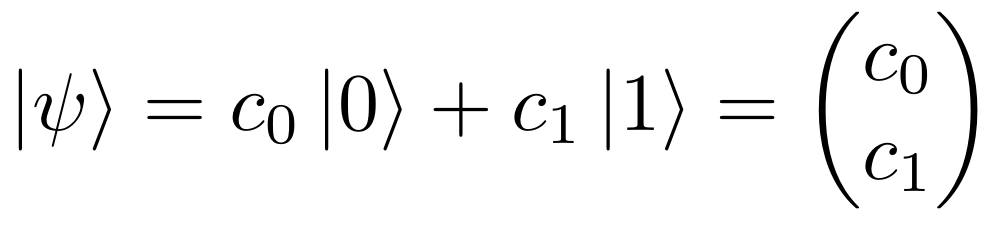 |ψ⟩ = c₀ |0⟩ + c₁ |1⟩ = (c₀ c₁)